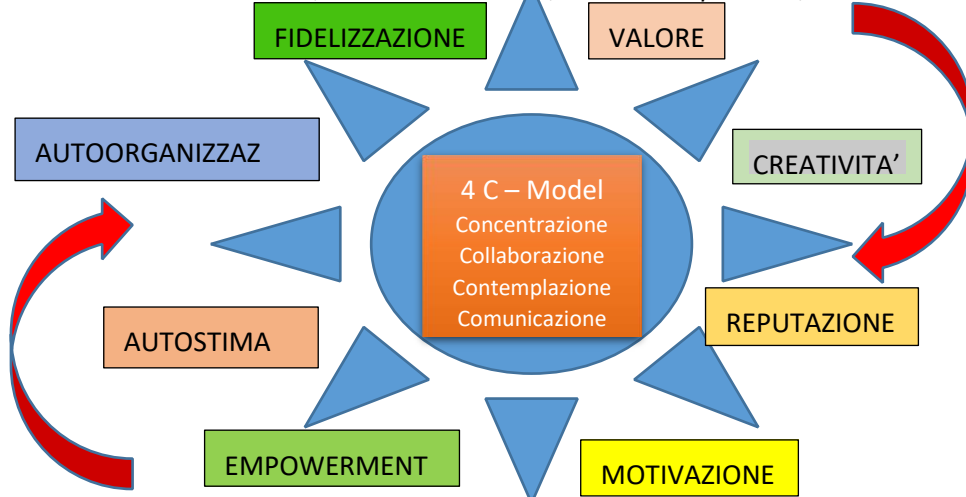 FIDELIZZAZIONE
VALORE
AUTOORGANIZZAZ
CREATIVITA’
4 C – Model
Concentrazione
Collaborazione
Contemplazione
Comunicazione
AUTOSTIMA
REPUTAZIONE
EMPOWERMENT
MOTIVAZIONE